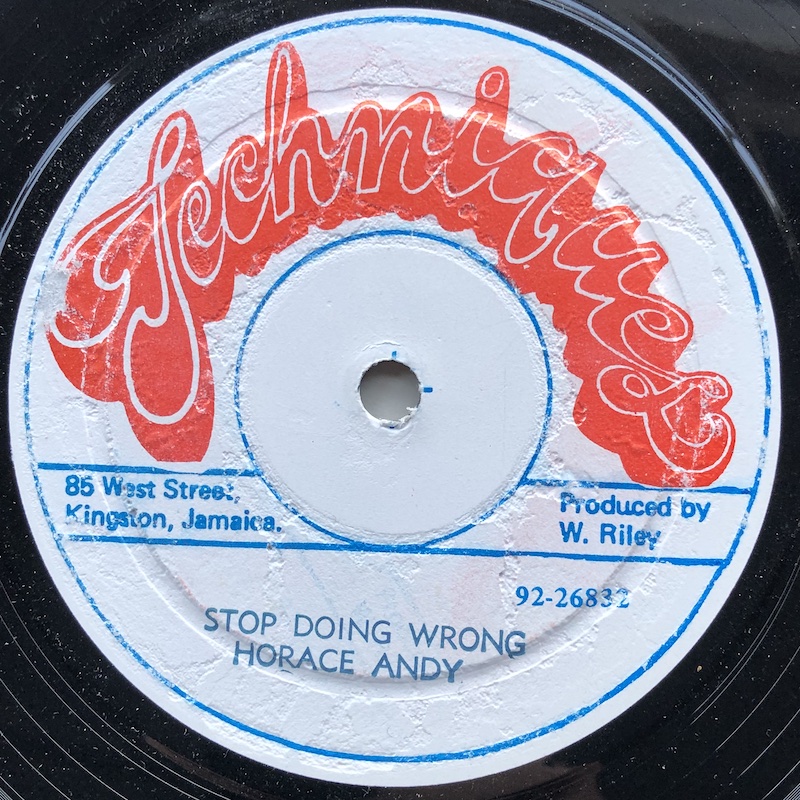 Techniques
85 West Street,
Kingston, Jamaica.
Produced by
W. Riley
92-26832
STOP DOING WRONG
HORACE ANDY